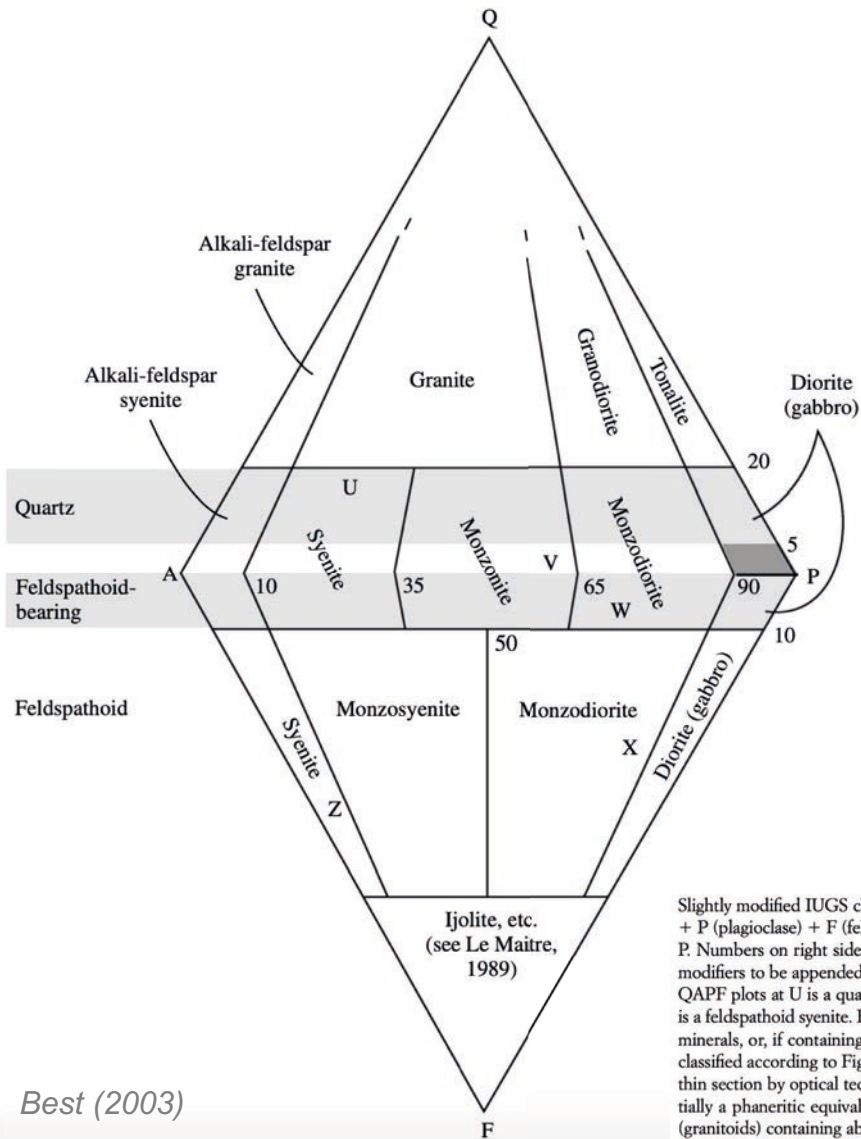 Q
Alkali-feldspar
granite
Alkali-feldspar
syenite
Granite
Granodiorite
Tonalite
Diorite
(gabbro)
20
Quartz
U
Syenite
Monzonite
V
Monzodiorite
5
A
10
35
65
90
P
Feldspathoid-
bearing
W
10
50
Feldspathoid
Syenite
Monzosyenite
Monzodiorite
X
Diorite (gabbro)
Z
Ijolite, etc.
(see Le Maitre,
1989)
F
Slightly modified IUGS cl
+ P (plagioclase) + F (fe
P. Numbers on right side
modifiers to be appended
QAPF plots at U is a qua
is a feldspathoid syenite.
minerals, or, if containing
classified according to Fig
thin section by optical tec
tially a phaneritic equival
(granitoids) containing ab
Best (2003)